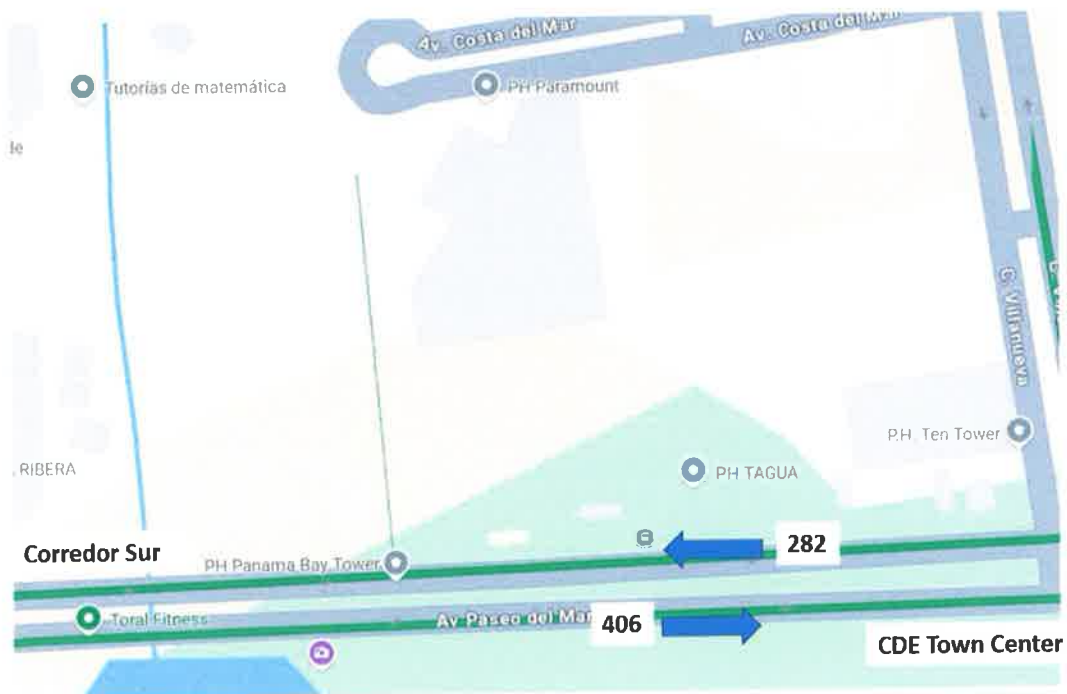 Av. Costa del Mar
Av. Costa del Mar
Tutorías de matemática
PH Paramount
C. Villanueva
P.H. Ten Tower
RIBERA
PH TAGUA
Corredor Sur
282
PH Panama Bay Tower
Toral Fitness
Av Paseo del Mar
406
CDE Town Center